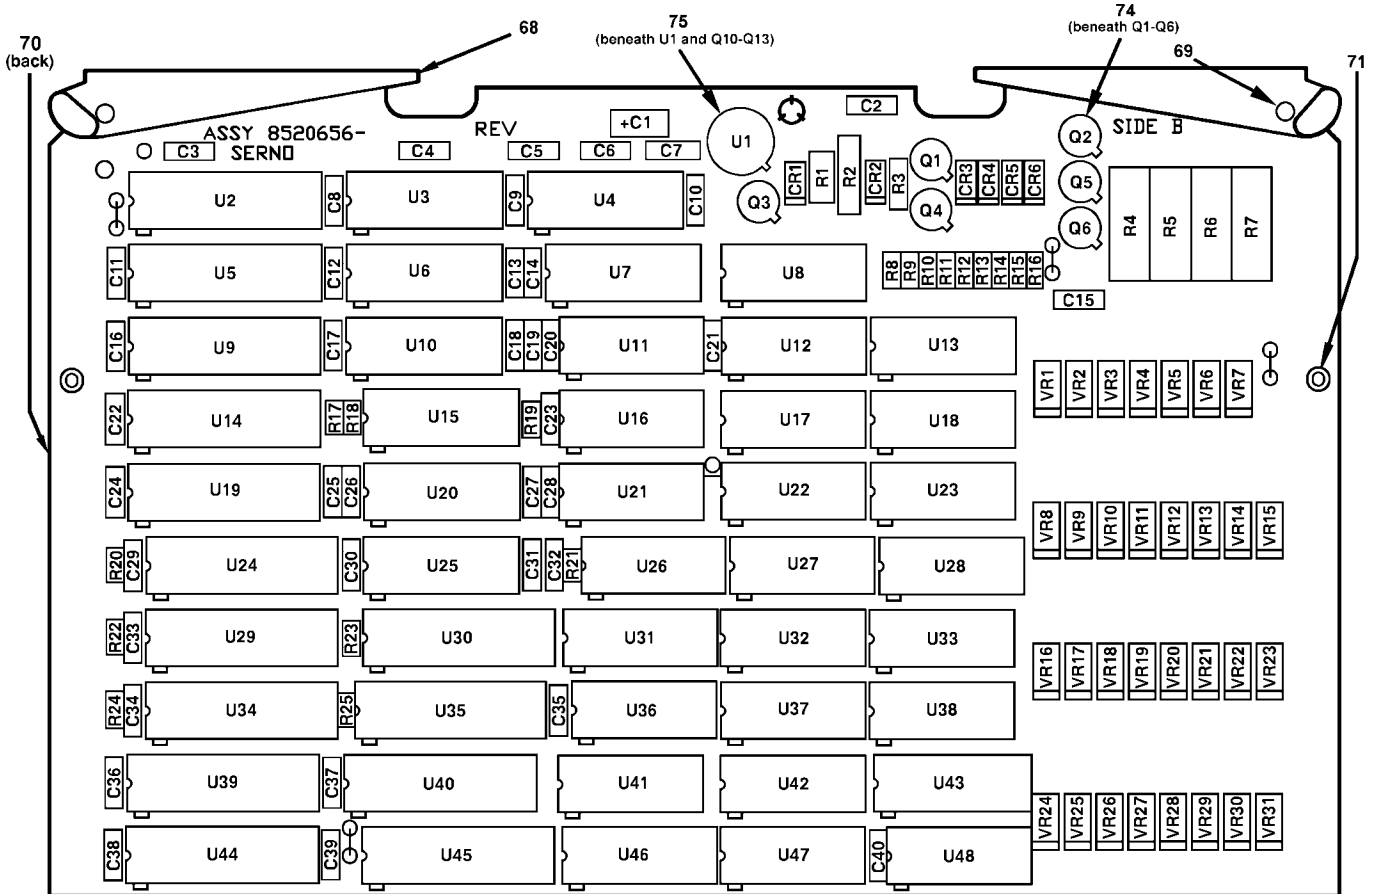 70
(back)
68
75
(beneath U1 and Q10-Q13)
74
(beneath Q1-Q6)
69
71
ASSY 8520656-
SERNO
REV
SIDE B
+C1
C2
C3
C4
C5
C6
C7
U1
Q3
CR1
R1
R2
CR2
R3
Q1
Q4
CR3
CR4
CR5
CR6
Q2
Q5
Q6
R4
R5
R6
R7
U2
C8
U3
C9
U4
C10
C11
U5
C12
U6
C13
C14
U7
U8
R8
R9
R10
R11
R12
R13
R14
R15
R16
C15
C16
U9
C17
U10
C18
C19
C20
U11
C21
U12
U13
VR1
VR2
VR3
VR4
VR5
VR6
VR7
C22
U14
R17
R18
U15
R19
C23
U16
U17
U18
C24
U19
C25
C26
U20
C27
C28
U21
U22
U23
VR8
VR9
VR10
VR11
VR12
VR13
VR14
VR15
R20
C29
U24
C30
U25
C31
C32
R21
U26
U27
U28
R22
C33
U29
R23
U30
U31
U32
U33
VR16
VR17
VR18
VR19
VR20
VR21
VR22
VR23
R24
C34
U34
R25
U35
C35
U36
U37
U38
C36
U39
C37
U40
U41
U42
U43
VR24
VR25
VR26
VR27
VR28
VR29
VR30
VR31
C38
U44
C39
U45
U46
U47
C40
U48